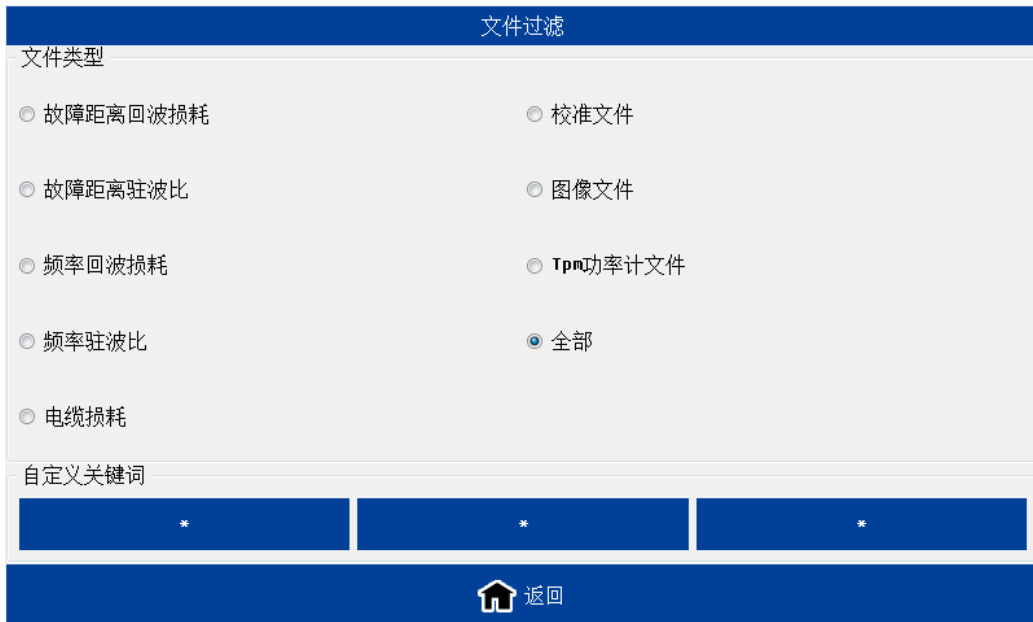 文件过滤
文件类型
故障距离回波损耗
校准文件
故障距离驻波比
图像文件
频率回波损耗
Tpm功率计文件
频率驻波比
全部
电缆损耗
自定义关键词
* * *
返回